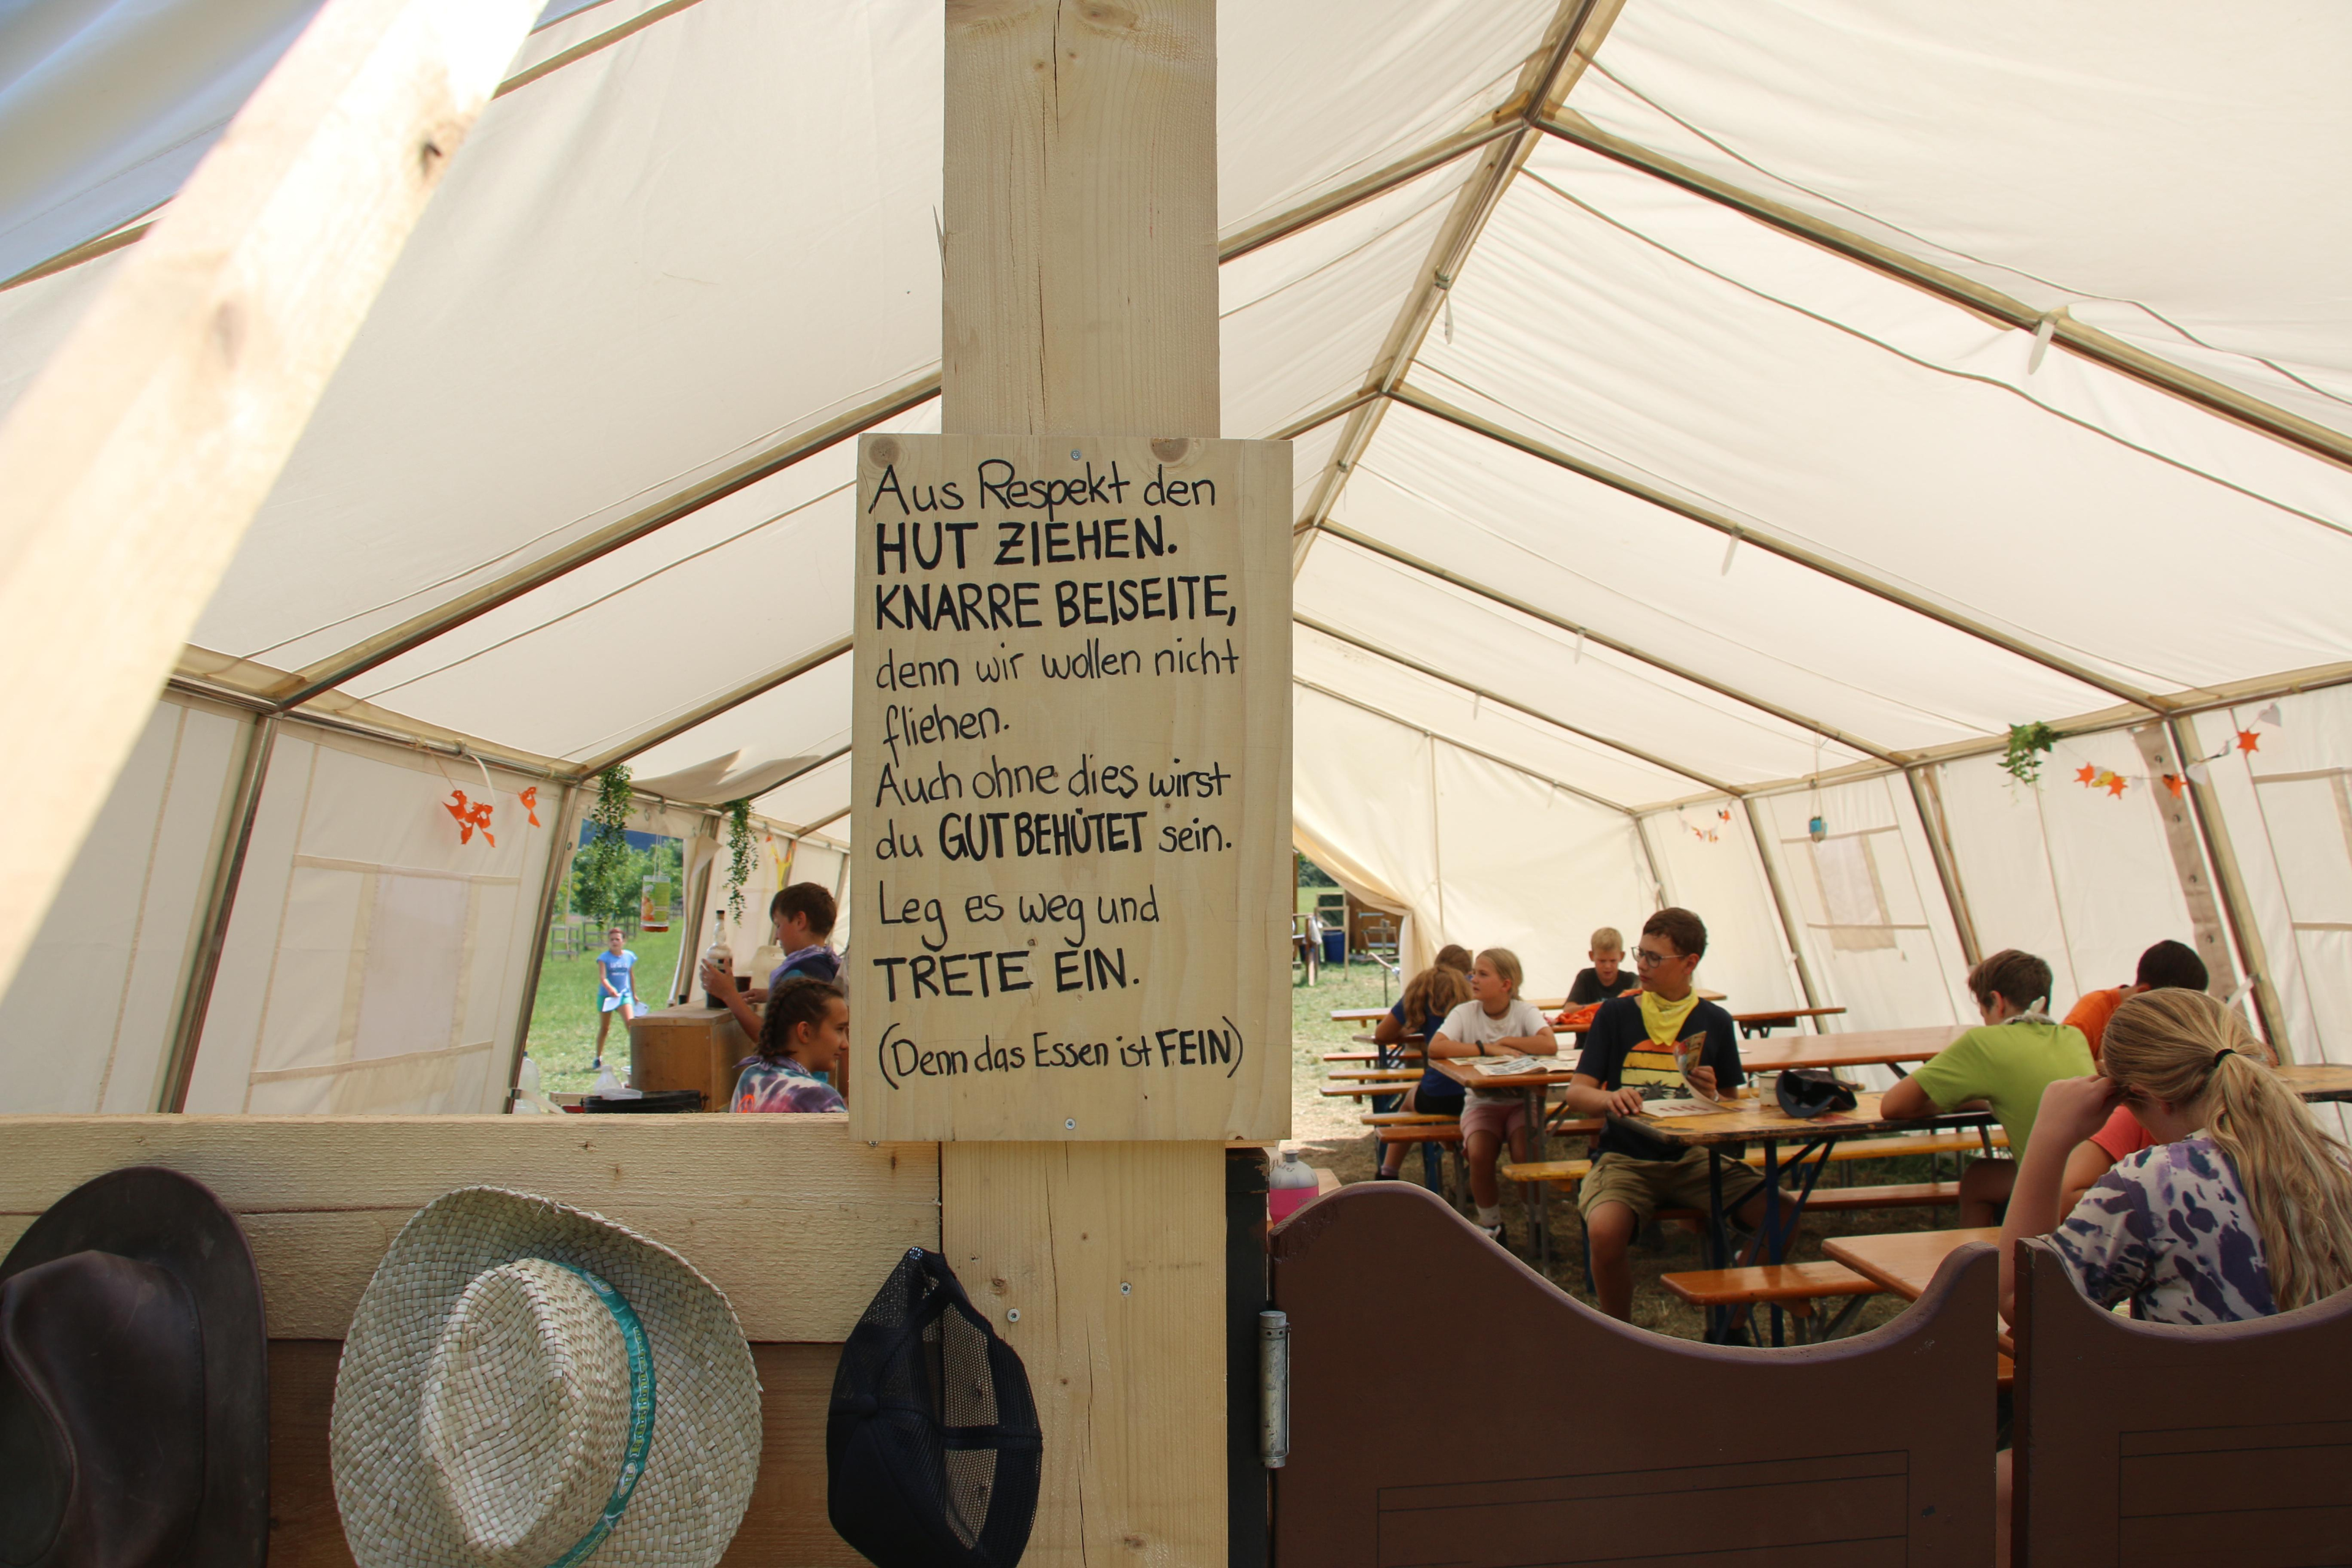 Aus Respekt den
HUT ZIEHEN.
KNARRE BEISEITE,
denn wir wollen nicht
fliehen.
Auch ohne dies wirst
du GUT BEHÜTET sein.
Leg es weg und
TRETE EIN.
(Denn das Essen ist FEIN)